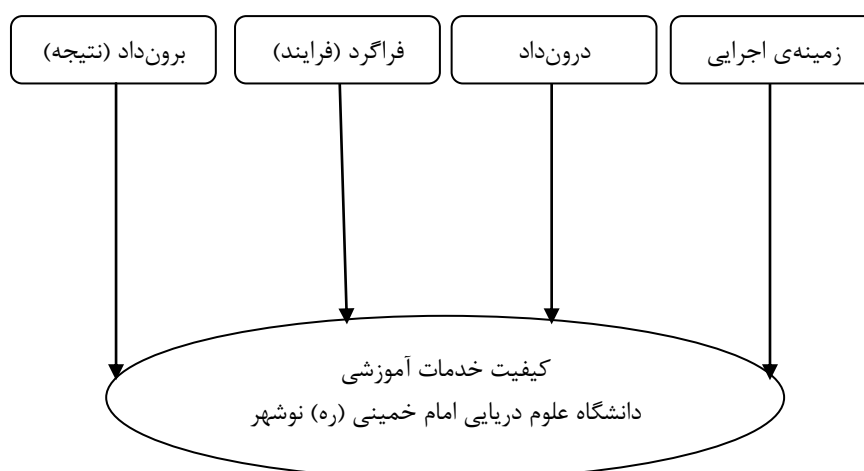 زمینه‌ی اجرایی
درون‌داد
فراگرد (فرایند)
برون‌داد (نتیجه)
کیفیت خدمات آموزشی
دانشگاه علوم دریایی امام خمینی (ره) نوشهر